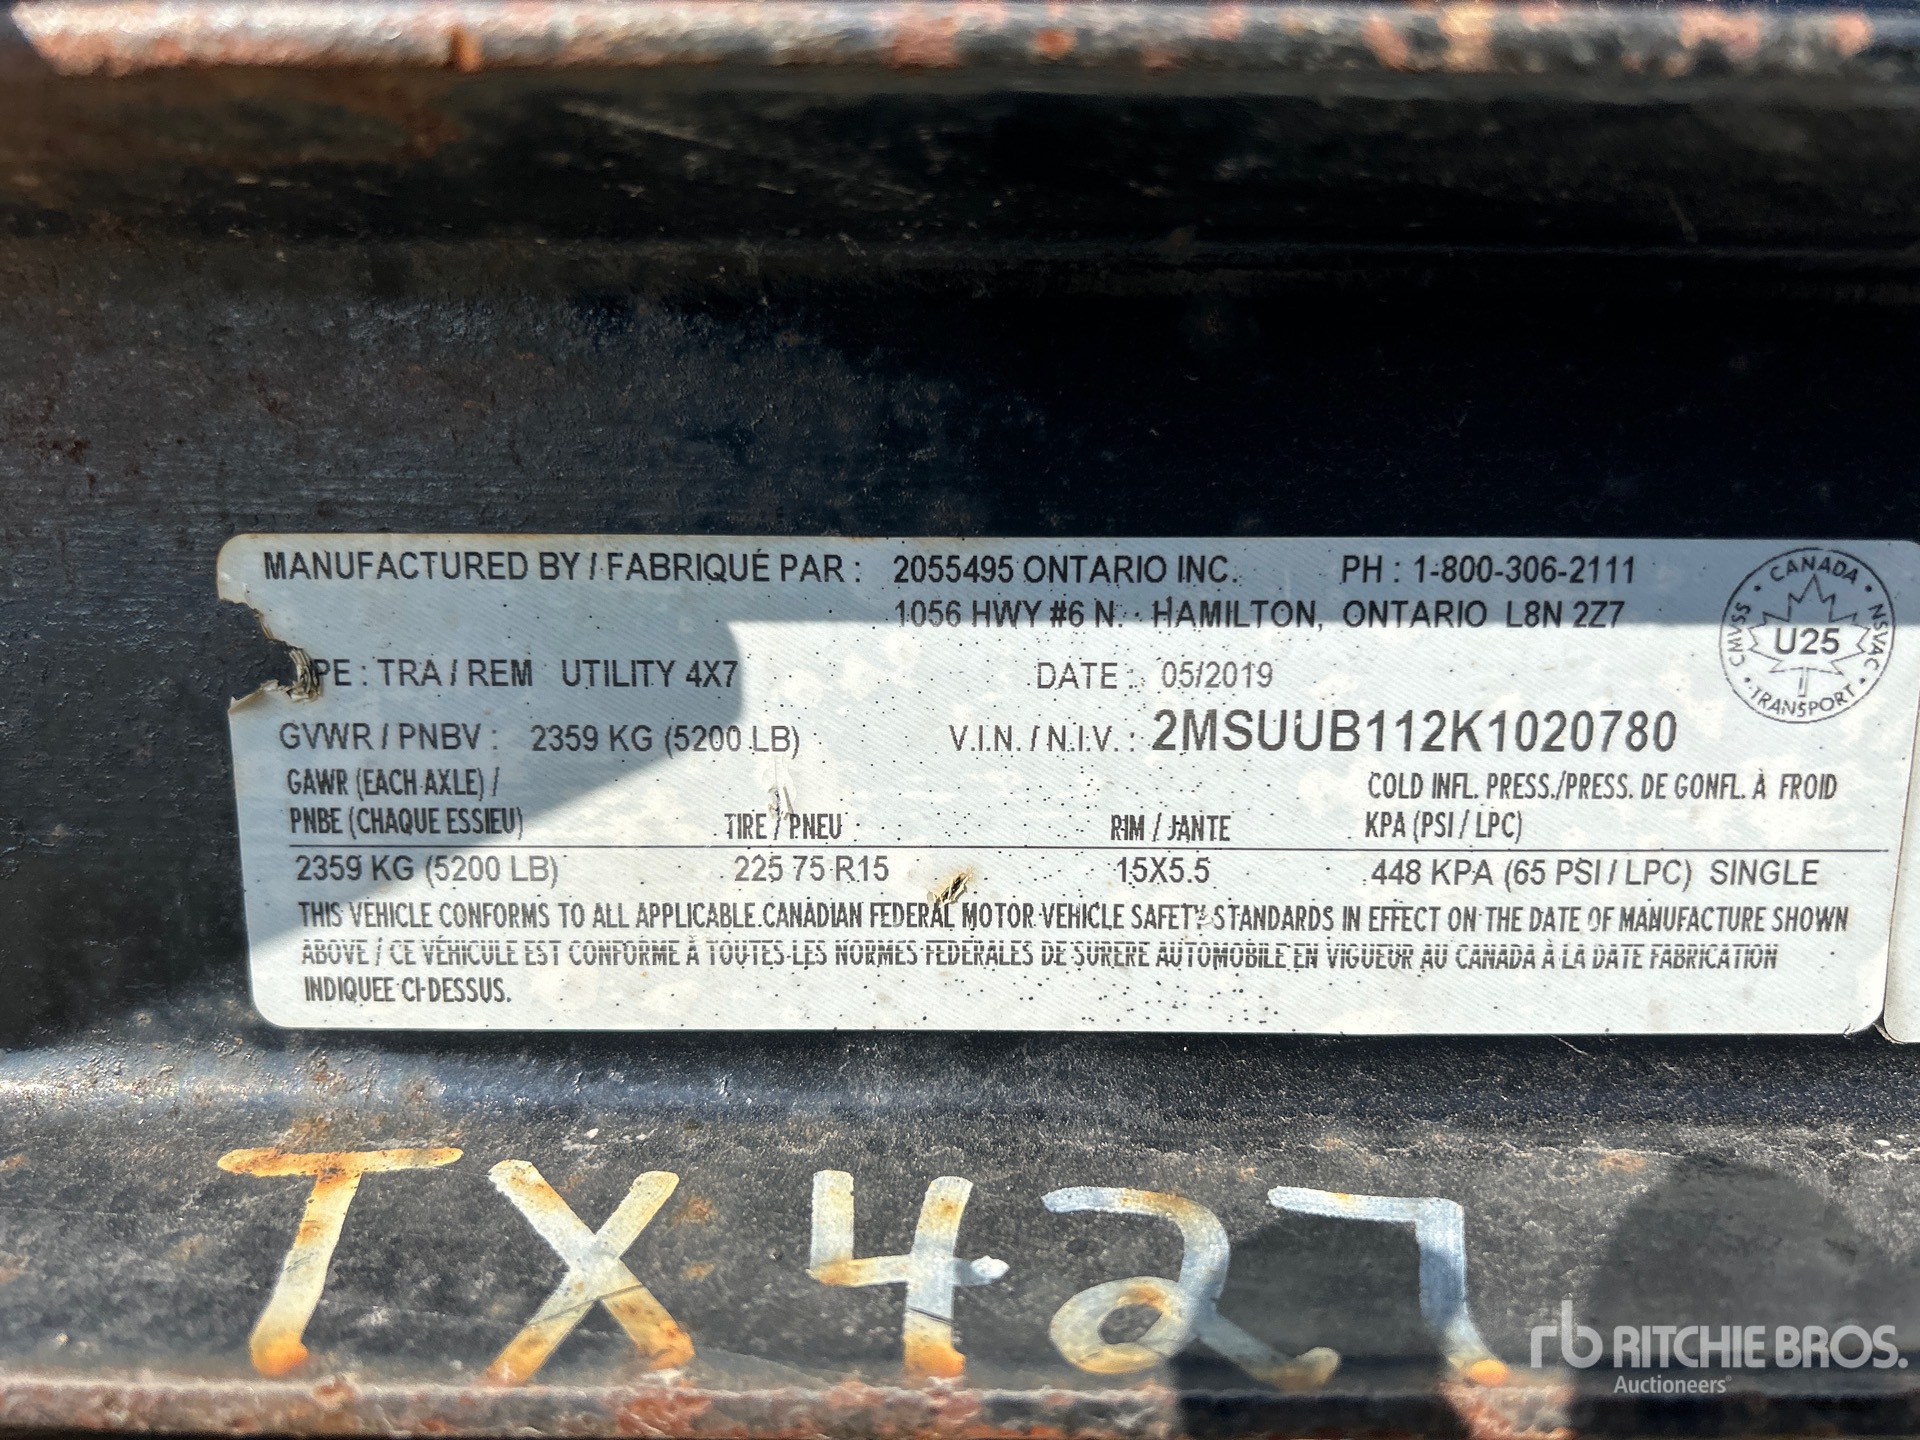 MANUFACTURED BY / FABRIQUÉ PAR : 2055495 ONTARIO INC. PH : 1-800-306-2111
1056 HWY #6 N. HAMILTON, ONTARIO L8N 2Z7
CANADA
CMVSS U25 NSVAC
TRANSPORT
PE : TRA / REM UTILITY 4X7 DATE : 05/2019
GVWR / PNBV : 2359 KG (5200 LB) V.I.N. / N.I.V. : 2MSUUB112K1020780
GAWR (EACH AXLE) / COLD INFL. PRESS./PRESS. DE GONFL. À FROID
PNBE (CHAQUE ESSIEU) TIRE / PNEU RIM / JANTE KPA (PSI / LPC)
2359 KG (5200 LB) 225 75 R15 15X5.5 448 KPA (65 PSI / LPC) SINGLE
THIS VEHICLE CONFORMS TO ALL APPLICABLE CANADIAN FEDERAL MOTOR VEHICLE SAFETY STANDARDS IN EFFECT ON THE DATE OF MANUFACTURE SHOWN
ABOVE / CE VÉHICULE EST CONFORME À TOUTES LES NORMES FEDÉRALES DE SURERE AUTOMOBILE EN VIGUEUR AU CANADA À LA DATE FABRICATION
INDIQUEE CI-DESSUS.
TX427
rb RITCHIE BROS.
Auctioneers